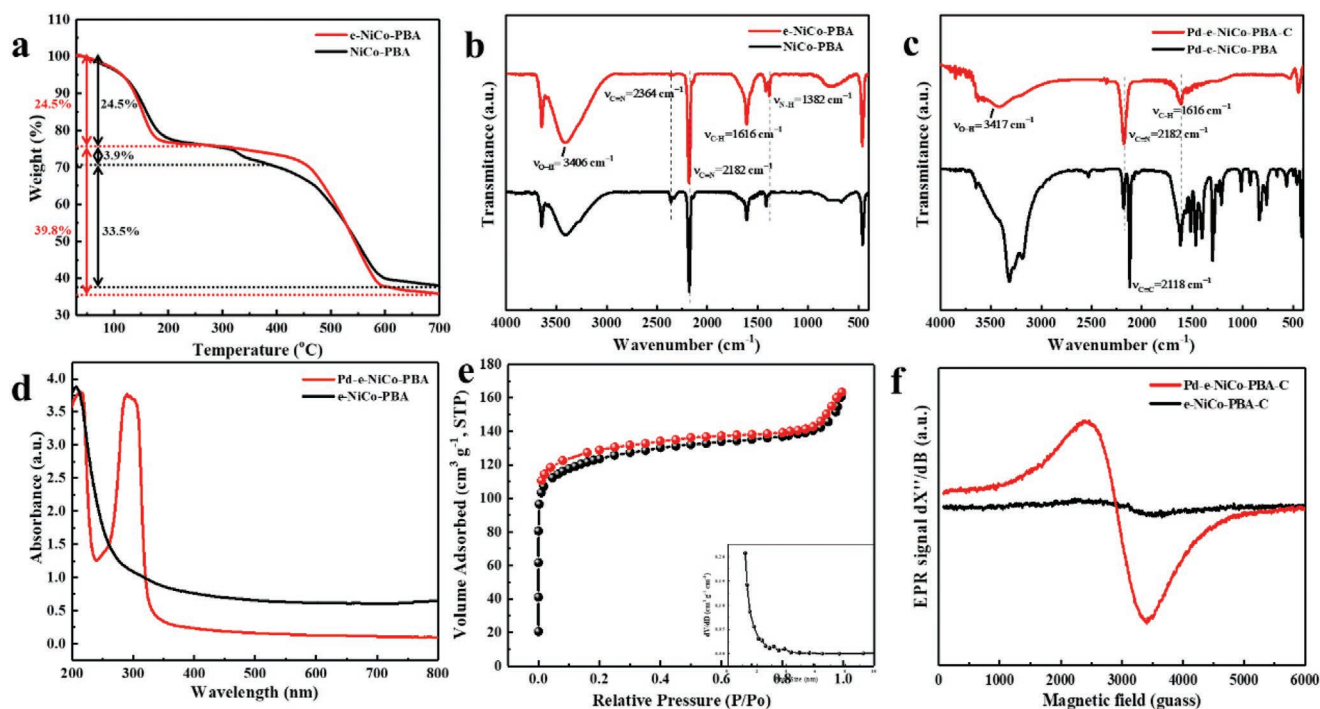 a
e-NiCo-PBA
NiCo-PBA
100
90
80
70
60
50
40
30
24.5%
24.5%
3.9%
39.8%
33.5%
Weight (%)
100 200 300 400 500 600 700
Temperature (°C)
b
e-NiCo-PBA
NiCo-PBA
νC≡N=2364 cm⁻¹
νN-H=1382 cm⁻¹
νC-H=1616 cm⁻¹
νO-H= 3406 cm⁻¹
νC≡N=2182 cm⁻¹
Transmitance (a.u.)
4000 3500 3000 2500 2000 1500 1000 500
Wavenumber (cm⁻¹)
c
Pd-e-NiCo-PBA-C
Pd-e-NiCo-PBA
νO-H= 3417 cm⁻¹
νC-H=1616 cm⁻¹
νC≡N=2182 cm⁻¹
νC≡C=2118 cm⁻¹
Transmitance (a.u.)
4000 3500 3000 2500 2000 1500 1000 500
Wavenumber (cm⁻¹)
d
Pd-e-NiCo-PBA
e-NiCo-PBA
4.0
3.5
3.0
2.5
2.0
1.5
1.0
0.5
0.0
Absorbance (a.u.)
200 300 400 500 600 700 800
Wavelength (nm)
e
180
160
140
120
100
80
60
40
20
0
Volume Adsorbed (cm³ g⁻¹, STP)
dV/dD (cm³ g⁻¹ cm⁻¹)
0.0 0.2 0.4 0.6 0.8 1.0
Relative Pressure (P/Po)
f
Pd-e-NiCo-PBA-C
e-NiCo-PBA-C
EPR signal dX''/dB (a.u.)
0 1000 2000 3000 4000 5000 6000
Magnetic field (guass)